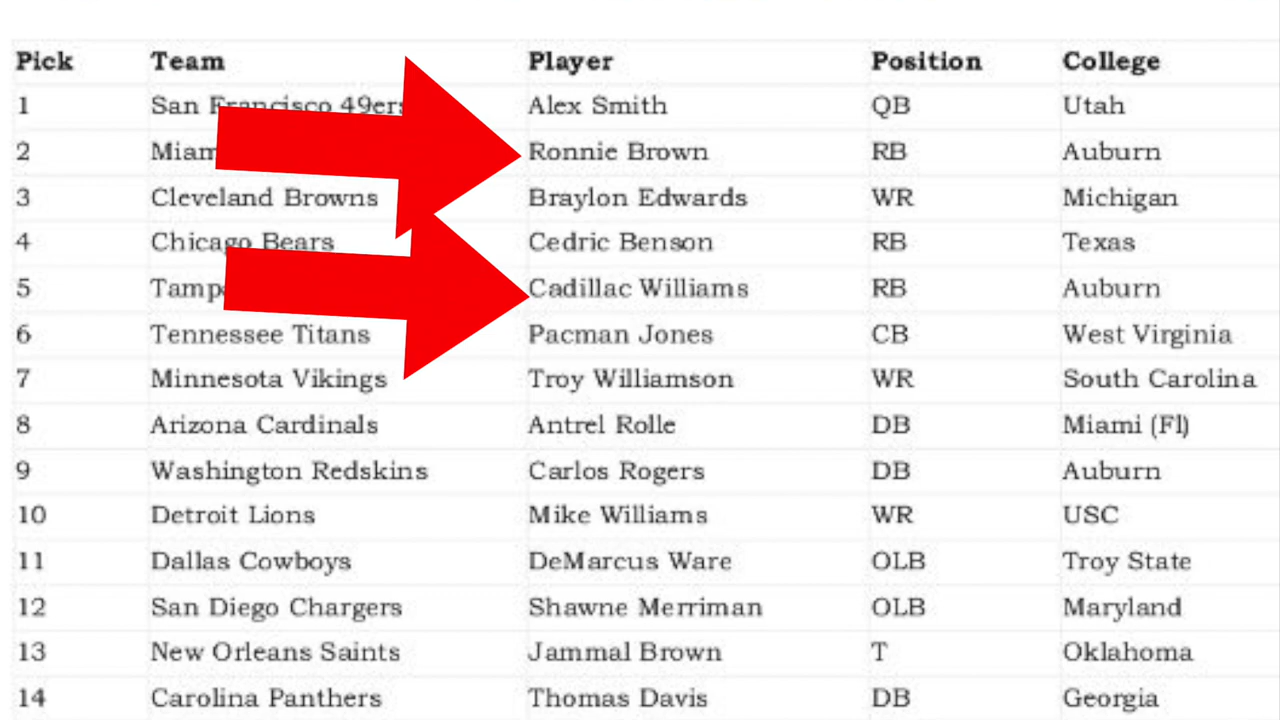 Pick Team Player Position College
1 San Francisco 49ers Alex Smith QB Utah
2 Ronnie Brown RB Auburn
3 Cleveland Browns Braylon Edwards WR Michigan
4 Chicago Bears Cedric Benson RB Texas
5 Cadillac Williams RB Auburn
6 Tennessee Titans Pacman Jones CB West Virginia
7 Minnesota Vikings Troy Williamson WR South Carolina
8 Arizona Cardinals Antrel Rolle DB Miami (Fl)
9 Washington Redskins Carlos Rogers DB Auburn
10 Detroit Lions Mike Williams WR USC
11 Dallas Cowboys DeMarcus Ware OLB Troy State
12 San Diego Chargers Shawne Merriman OLB Maryland
13 New Orleans Saints Jammal Brown T Oklahoma
14 Carolina Panthers Thomas Davis DB Georgia